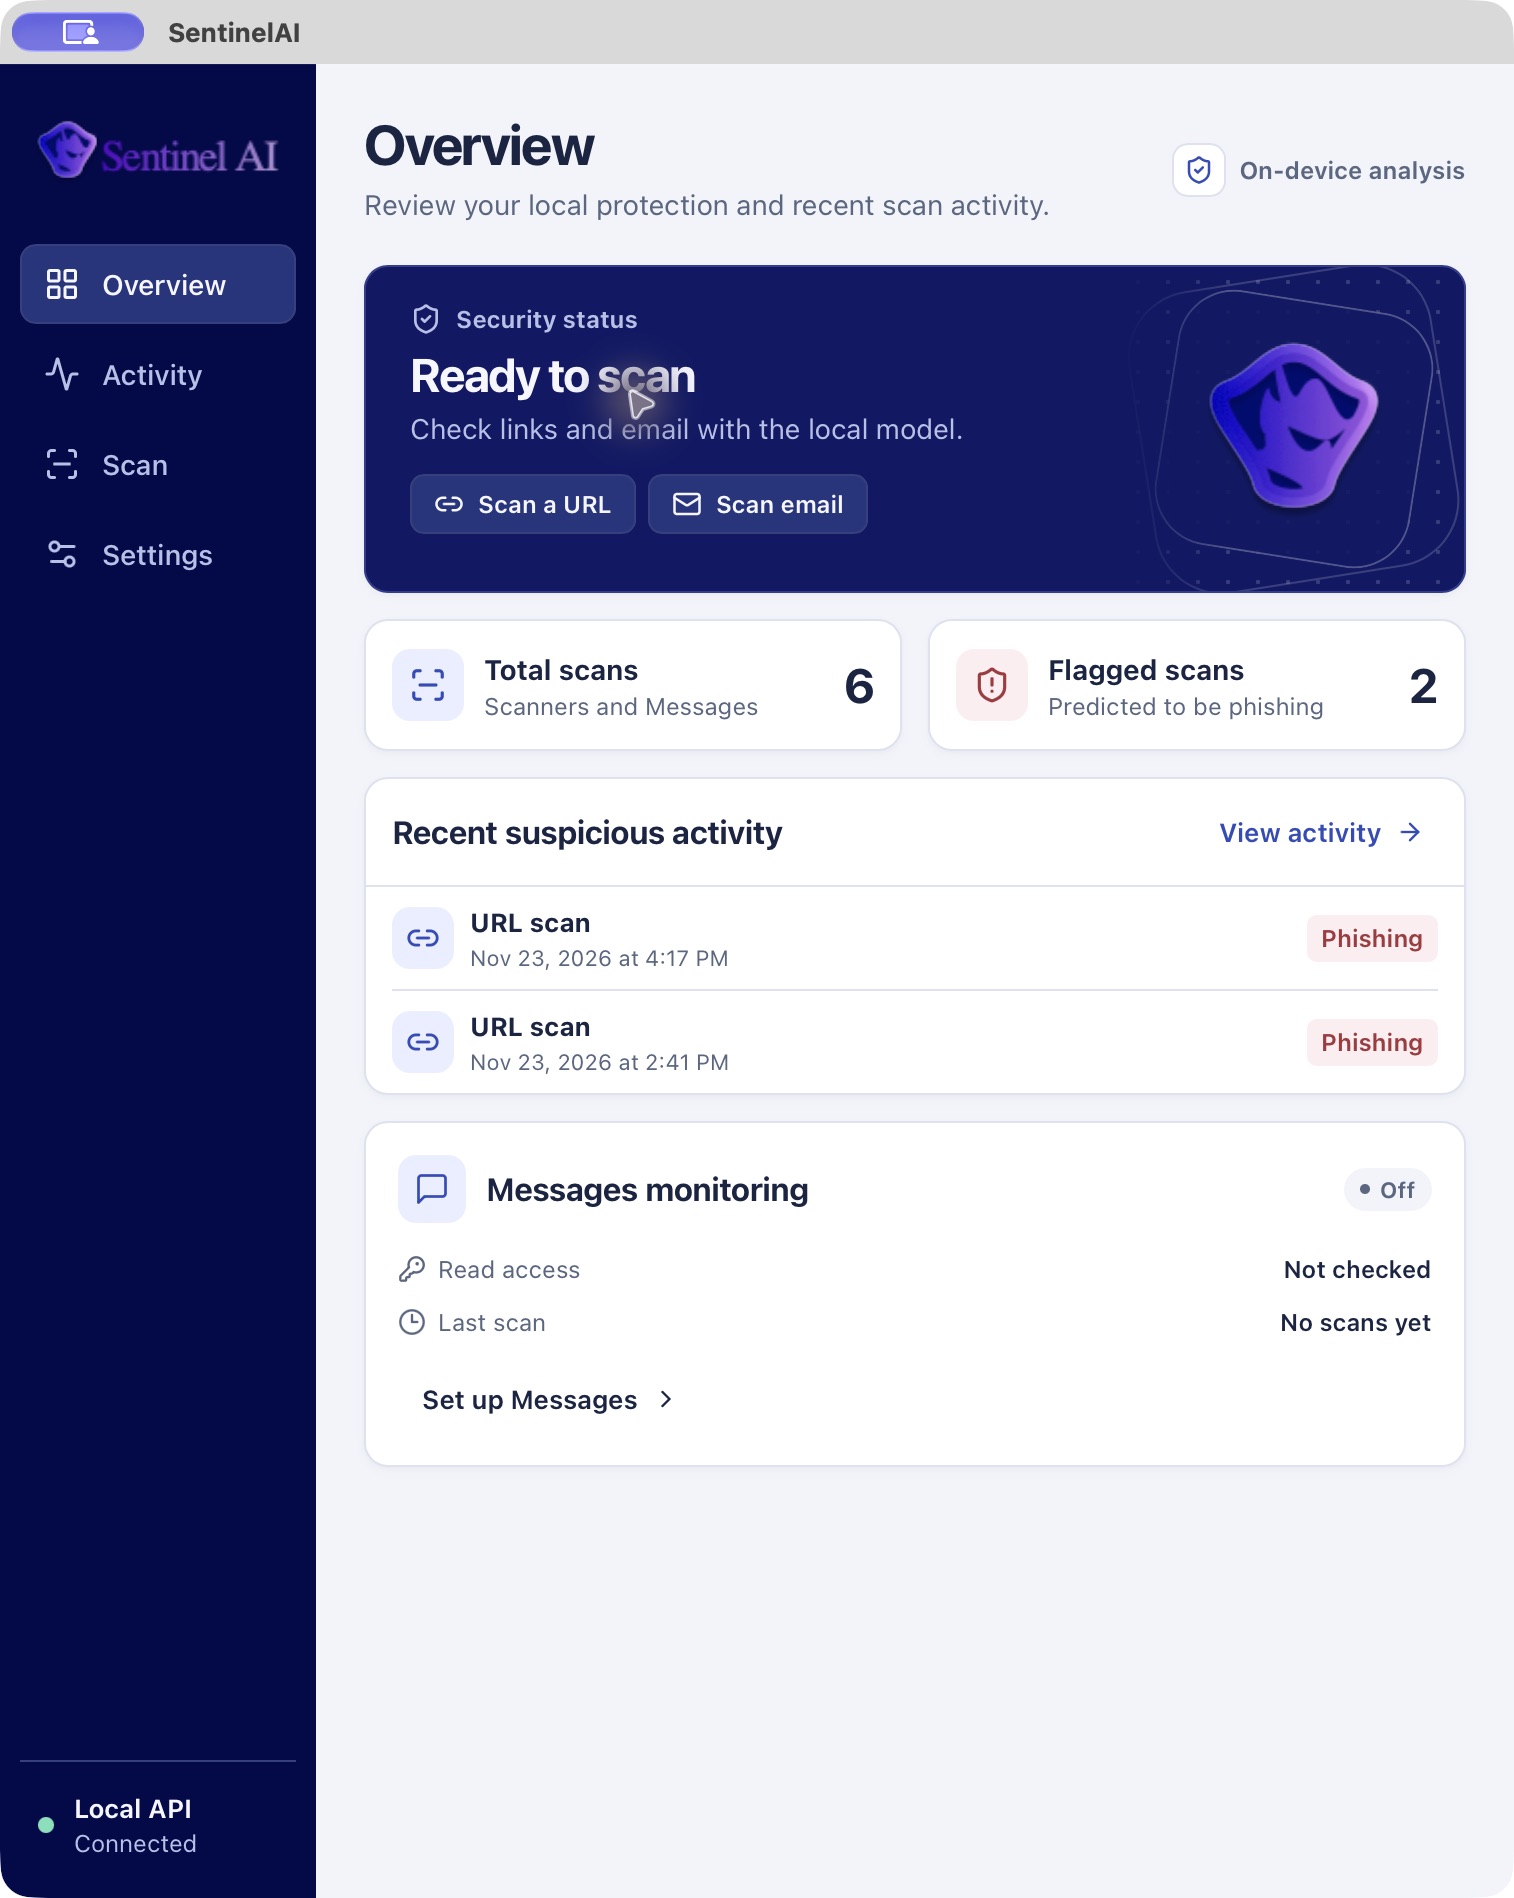 SentinelAI
Sentinel AI
Overview
Activity
Scan
Settings
Local API
Connected
Overview
Review your local protection and recent scan activity.
On-device analysis
Security status
Ready to scan
Check links and email with the local model.
Scan a URL
Scan email
Total scans
Scanners and Messages
6
Flagged scans
Predicted to be phishing
2
Recent suspicious activity
View activity
URL scan
Nov 23, 2026 at 4:17 PM
Phishing
URL scan
Nov 23, 2026 at 2:41 PM
Phishing
Messages monitoring
Off
Read access
Not checked
Last scan
No scans yet
Set up Messages